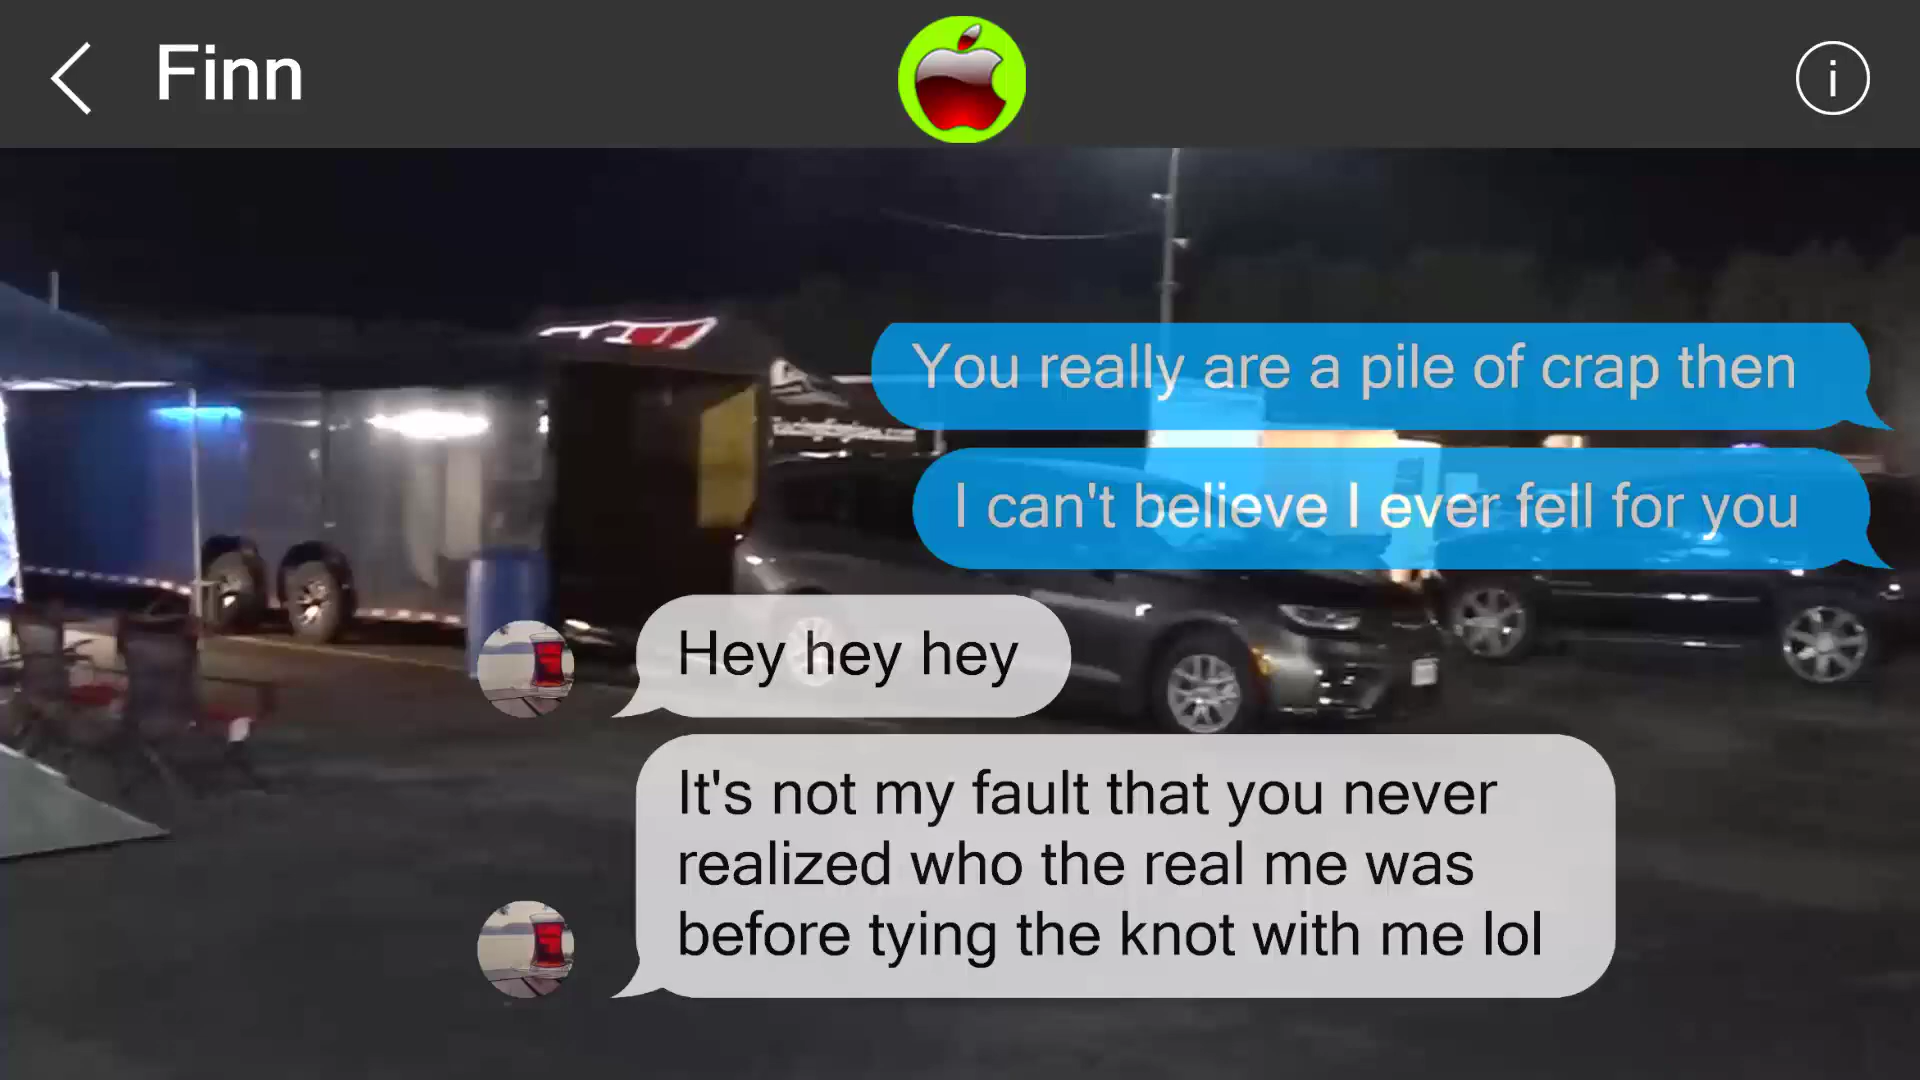 Finn
You really are a pile of crap then
I can't believe I ever fell for you
Hey hey hey
It's not my fault that you never
realized who the real me was
before tying the knot with me lol